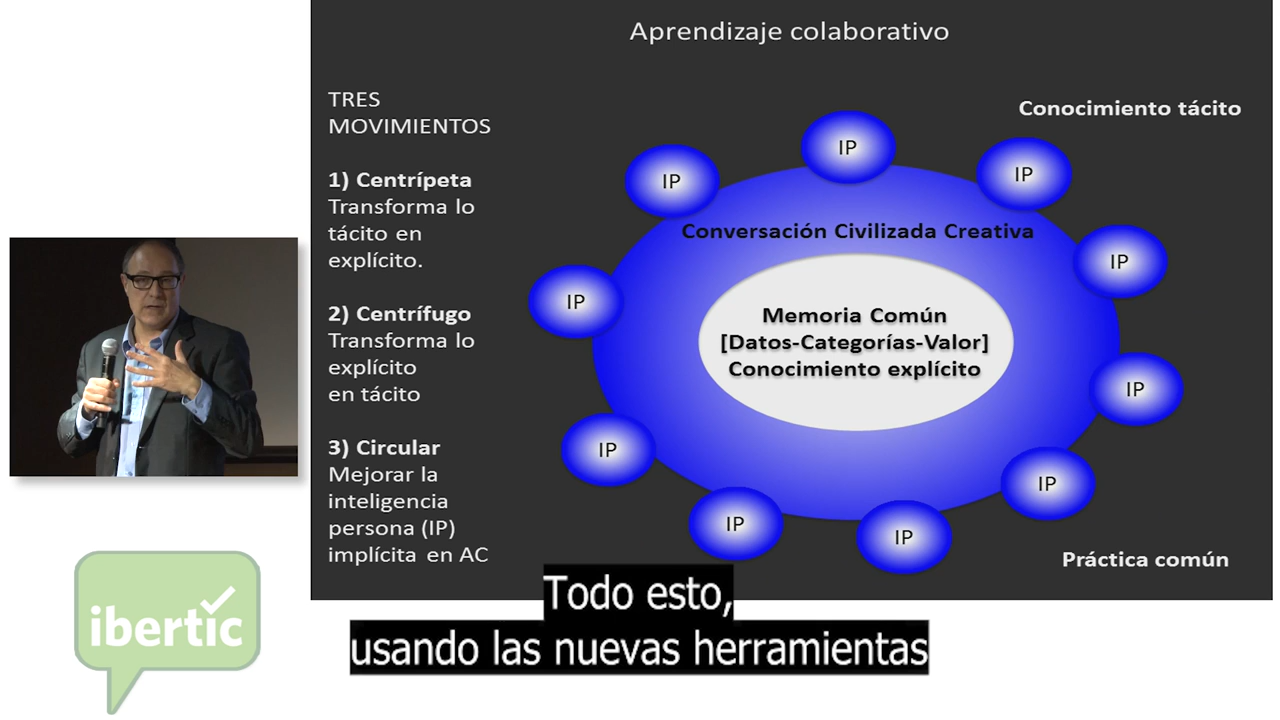 Aprendizaje colaborativo
TRES
MOVIMIENTOS
1) Centrípeta
Transforma lo
tácito en
explícito.
2) Centrífugo
Transforma lo
explícito
en tácito
3) Circular
Mejorar la
inteligencia
persona (IP)
implícita en AC
Conocimiento tácito
IP
IP
IP
IP
IP
IP
IP
IP
IP
IP
IP
Conversación Civilizada Creativa
Memoria Común
[Datos-Categorías-Valor]
Conocimiento explícito
Práctica común
ibertic
Todo esto,
usando las nuevas herramientas